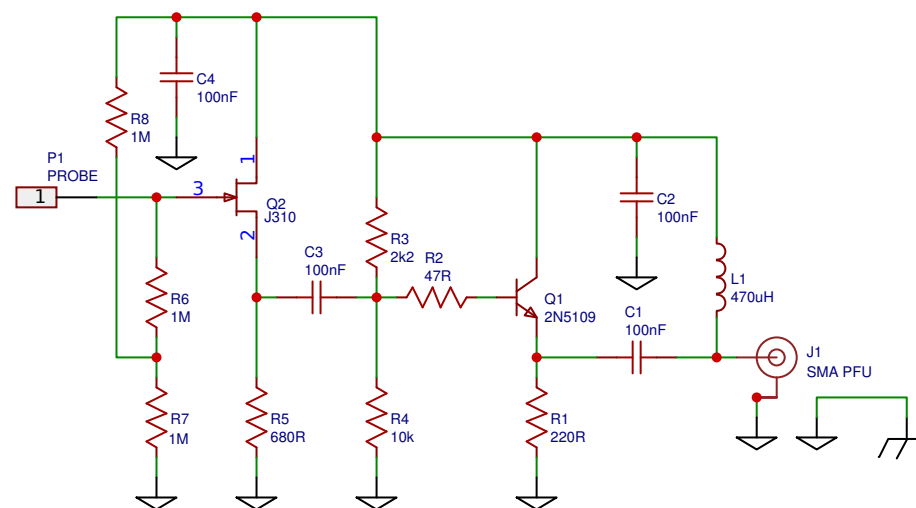 C4
100nF
R8
1M
P1
PROBE
1
3
1
2
Q2
J310
C2
100nF
R3
2k2
C3
100nF
R2
47R
L1
470uH
R6
1M
Q1
2N5109
C1
100nF
J1
SMA PFU
R7
1M
R5
680R
R4
10k
R1
220R